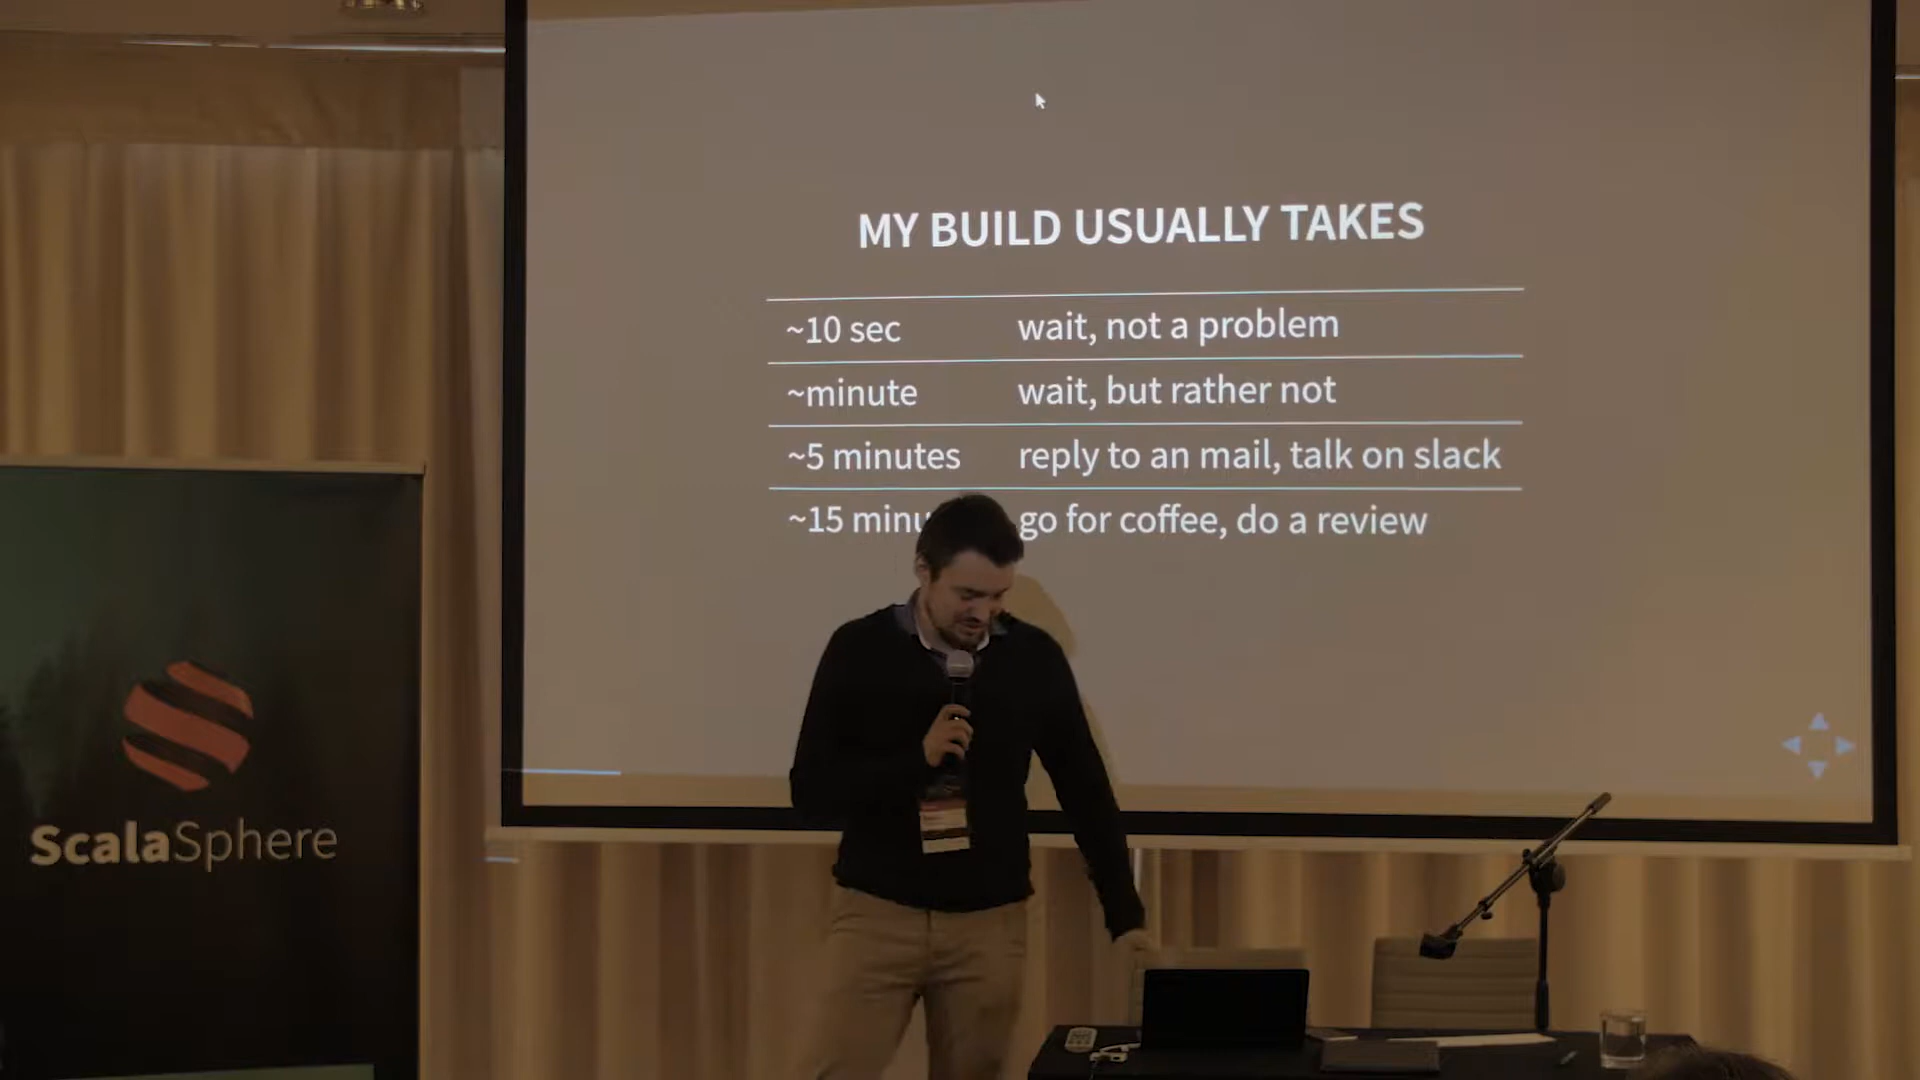 MY BUILD USUALLY TAKES
~10 sec wait, not a problem
~minute wait, but rather not
~5 minutes reply to an mail, talk on slack
~15 go for coffee, do a review
ScalaSphere